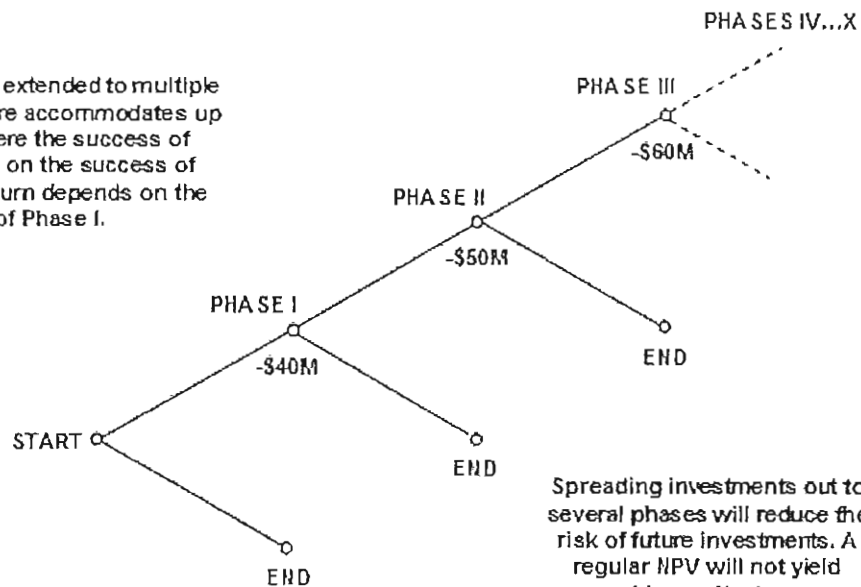 PHASES IV...X
extended to multiple
re accommodates up
ere the success of
on the success of
urn depends on the
of Phase I.
PHASE III
-$60M
PHASE II
-$50M
PHASE I
-$40M
END
START
END
END
Spreading investments out to
several phases will reduce the
risk of future investments. A
regular NPV will not yield